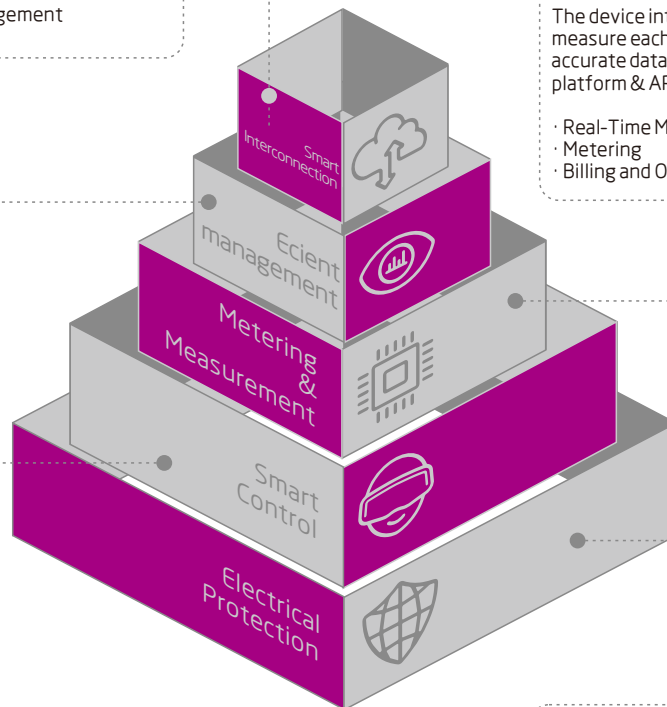 gement
The device in
measure each
accurate data
platform & AP
· Real-Time M
· Metering
· Billing and O
Smart
Interconnection
Ecient
management
Metering
&
Measurement
Smart
Control
Electrical
Protection